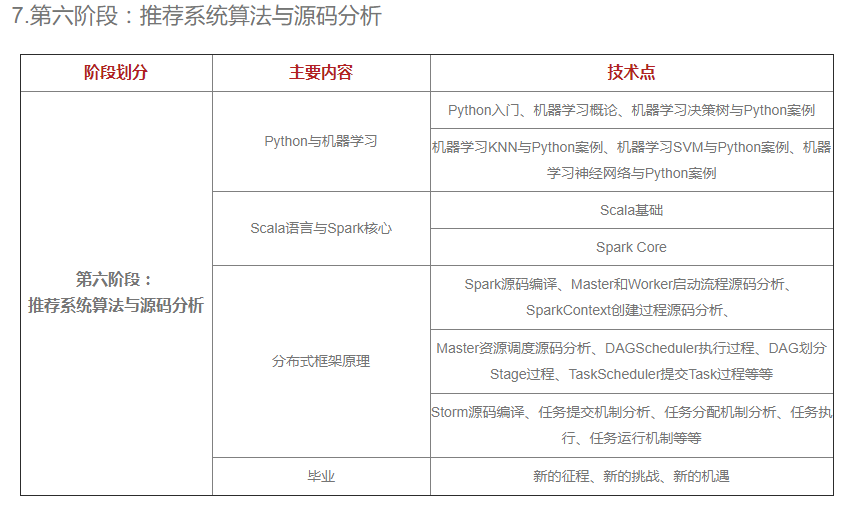 7.第六阶段：推荐系统算法与源码分析
阶段划分
主要内容
技术点
第六阶段：
推荐系统算法与源码分析
Python与机器学习
Python入门、机器学习概论、机器学习决策树与Python案例
机器学习KNN与Python案例、机器学习SVM与Python案例、机器
学习神经网络与Python案例
Scala语言与Spark核心
Scala基础
Spark Core
分布式框架原理
Spark源码编译、Master和Worker启动流程源码分析、
SparkContext创建过程源码分析、
Master资源调度源码分析、DAGScheduler执行过程、DAG划分
Stage过程、TaskScheduler提交Task过程等等
Storm源码编译、任务提交机制分析、任务分配机制分析、任务执
行、任务运行机制等等
毕业
新的征程、新的挑战、新的机遇